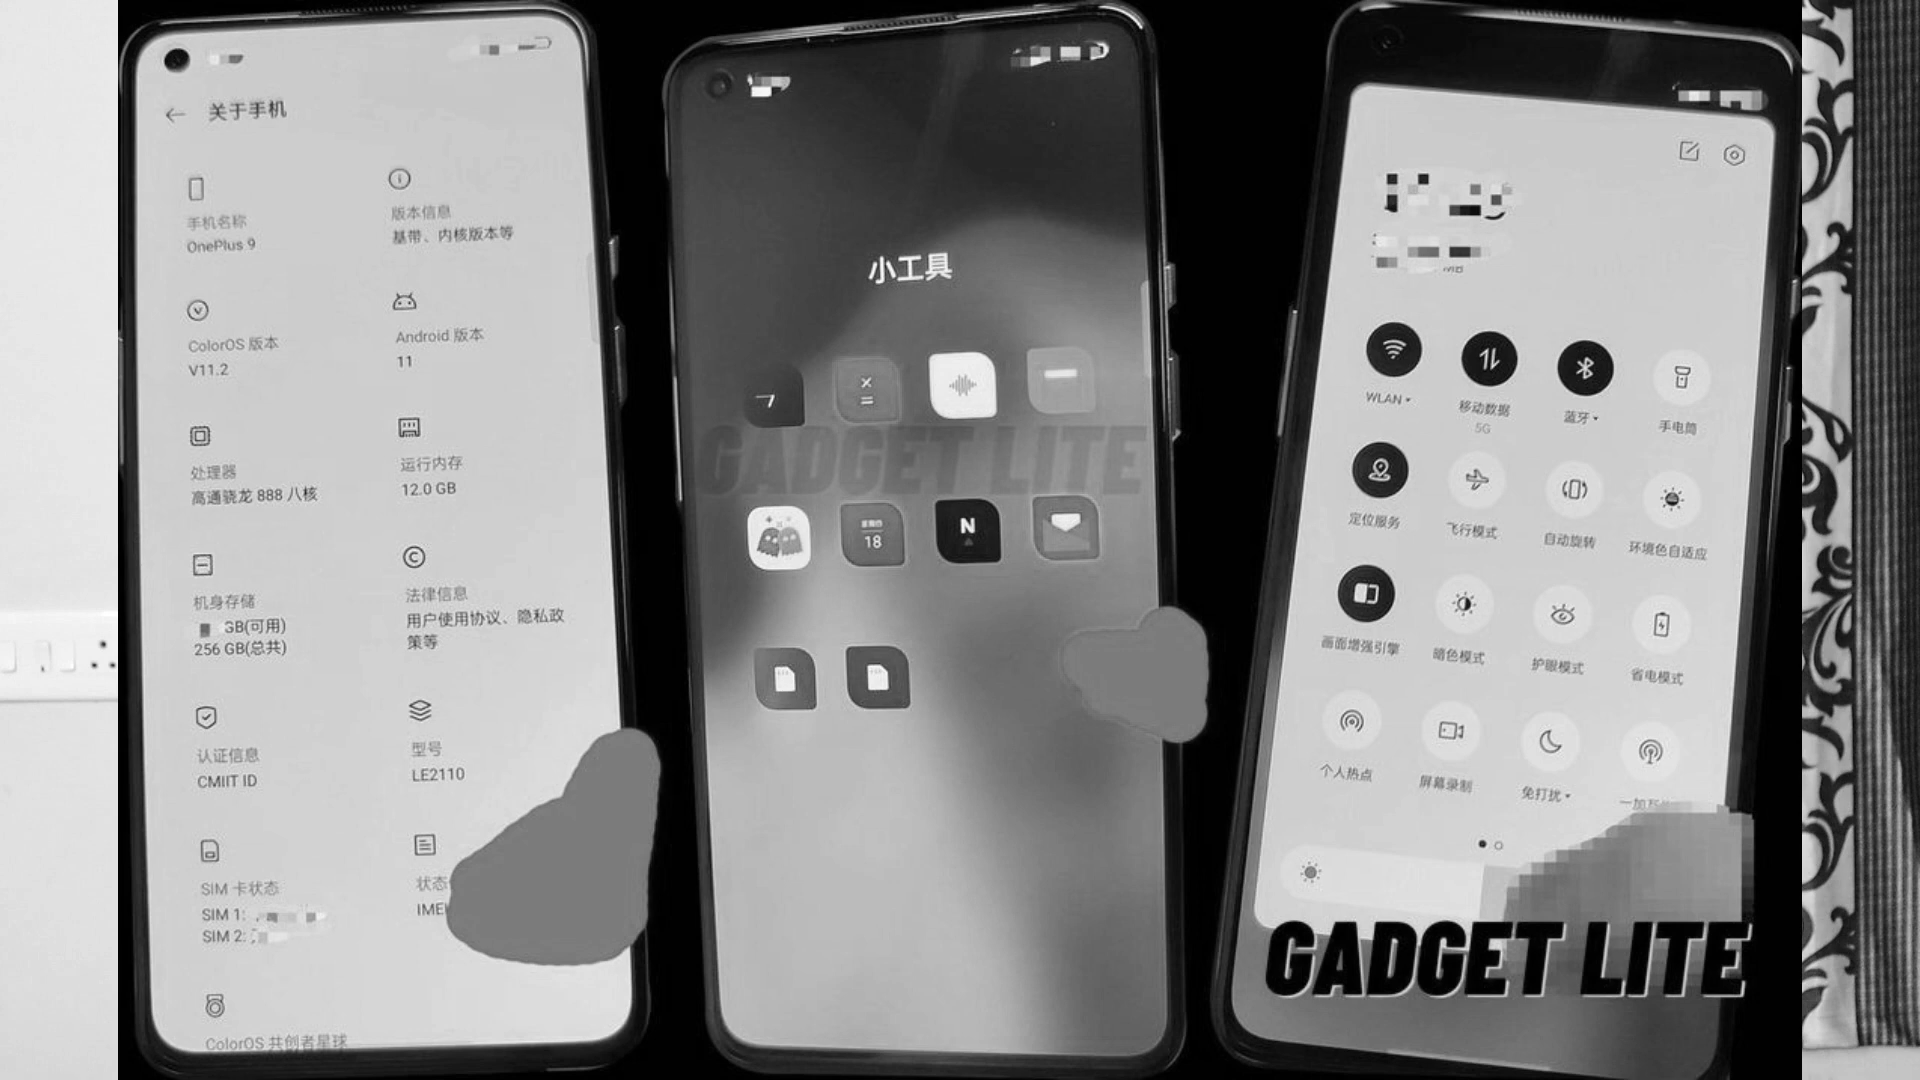 关于手机
手机名称
OnePlus 9
版本信息
基带、内核版本等
ColorOS 版本
V11.2
Android 版本
11
处理器
高通骁龙 888 八核
运行内存
12.0 GB
机身存储
GB(可用)
256 GB(总共)
法律信息
用户使用协议、隐私政
策等
认证信息
CMIIT ID
型号
LE2110
SIM 卡状态
SIM 1:
SIM 2:
状态
IMEI
ColorOS 共创者星球
小工具
18
N
GADGET LITE
MB
WLAN
移动数据
5G
蓝牙
手电筒
定位服务
飞行模式
自动旋转
环境色自适应
画面增强引擎
暗色模式
护眼模式
省电模式
个人热点
屏幕录制
免打扰
GADGET LITE